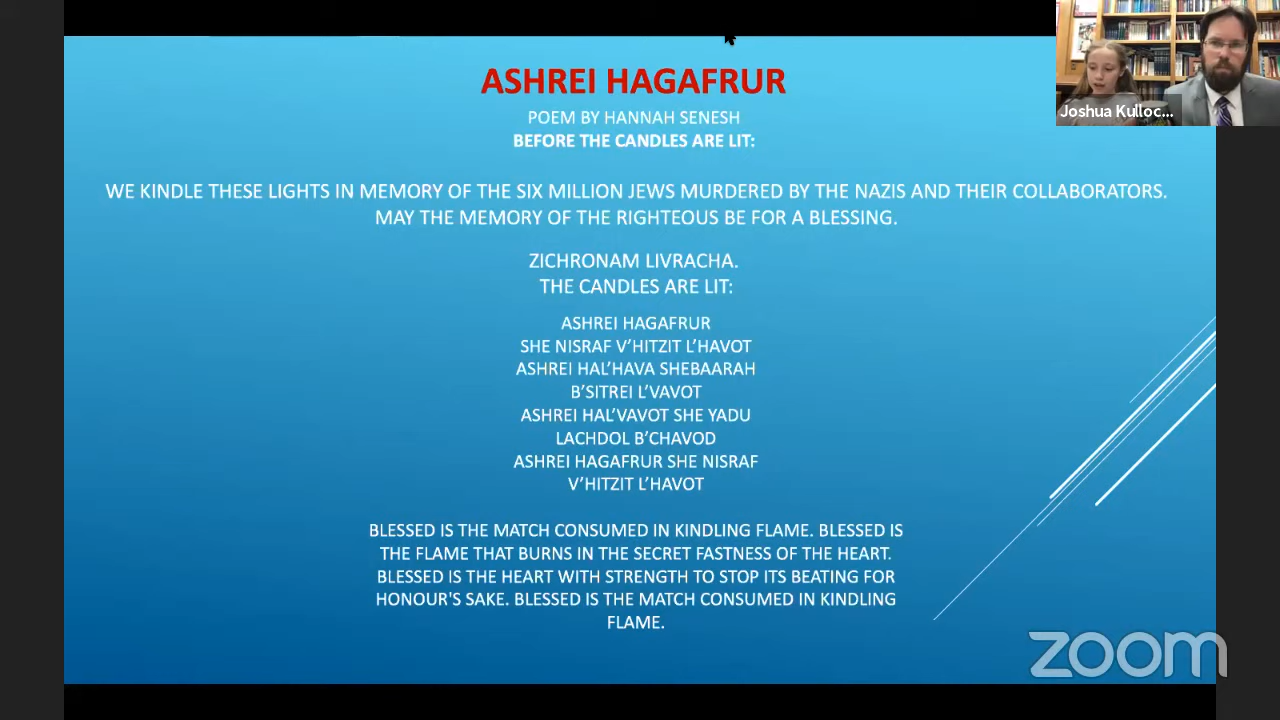 ASHREI HAGAFRUR
POEM BY HANNAH SENESH
BEFORE THE CANDLES ARE LIT:
WE KINDLE THESE LIGHTS IN MEMORY OF THE SIX MILLION JEWS MURDERED BY THE NAZIS AND THEIR COLLABORATORS.
MAY THE MEMORY OF THE RIGHTEOUS BE FOR A BLESSING.
ZICHRONAM LIVRACHA.
THE CANDLES ARE LIT:
ASHREI HAGAFRUR
SHE NISRAF V’HITZIT L’HAVOT
ASHREI HAL’HAVA SHEBAARAH
B’SITREI L’VAVOT
ASHREI HAL’VAVOT SHE YADU
LACHDOL B’CHAVOD
ASHREI HAGAFRUR SHE NISRAF
V’HITZIT L’HAVOT
BLESSED IS THE MATCH CONSUMED IN KINDLING FLAME. BLESSED IS
THE FLAME THAT BURNS IN THE SECRET FASTNESS OF THE HEART.
BLESSED IS THE HEART WITH STRENGTH TO STOP ITS BEATING FOR
HONOUR'S SAKE. BLESSED IS THE MATCH CONSUMED IN KINDLING
FLAME.
Joshua Kulloc...
zoom